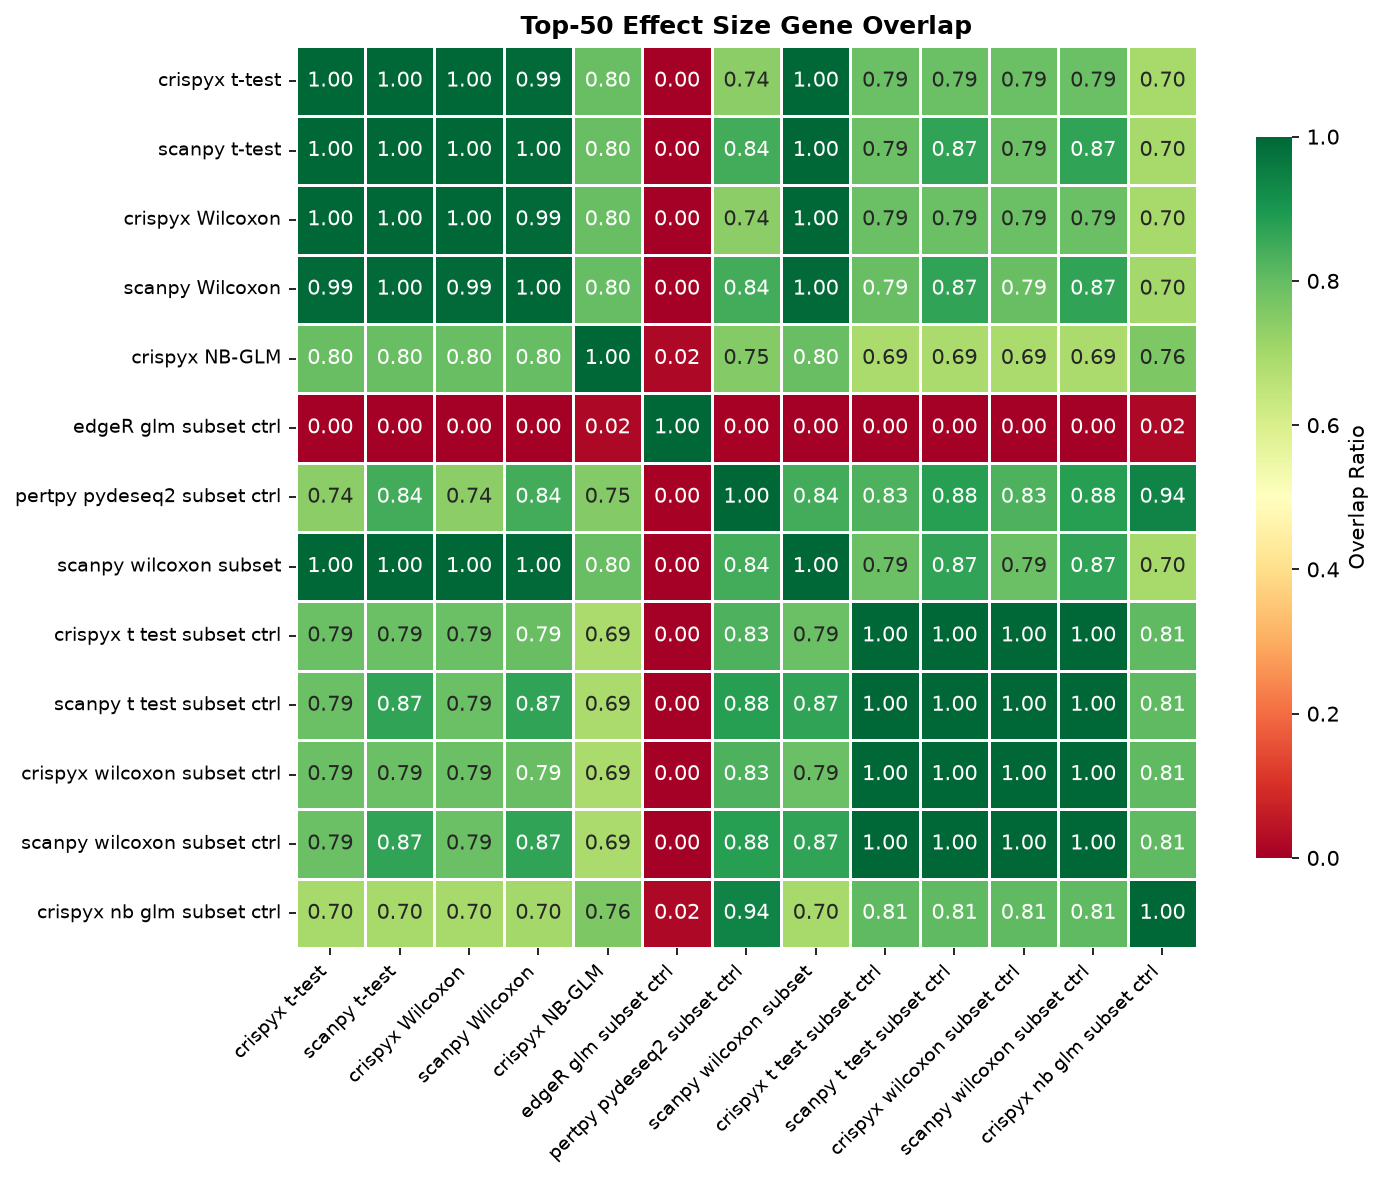 Top-50 Effect Size Gene Overlap
crispyx t-test 1.00 1.00 1.00 0.99 0.80 0.00 0.74 1.00 0.79 0.79 0.79 0.79 0.70
scanpy t-test 1.00 1.00 1.00 1.00 0.80 0.00 0.84 1.00 0.79 0.87 0.79 0.87 0.70
crispyx Wilcoxon 1.00 1.00 1.00 0.99 0.80 0.00 0.74 1.00 0.79 0.79 0.79 0.79 0.70
scanpy Wilcoxon 0.99 1.00 0.99 1.00 0.80 0.00 0.84 1.00 0.79 0.87 0.79 0.87 0.70
crispyx NB-GLM 0.80 0.80 0.80 0.80 1.00 0.02 0.75 0.80 0.69 0.69 0.69 0.69 0.76
edgeR glm subset ctrl 0.00 0.00 0.00 0.00 0.02 1.00 0.00 0.00 0.00 0.00 0.00 0.00 0.02
pertpy pydeseq2 subset ctrl 0.74 0.84 0.74 0.84 0.75 0.00 1.00 0.84 0.83 0.88 0.83 0.88 0.94
scanpy wilcoxon subset 1.00 1.00 1.00 1.00 0.80 0.00 0.84 1.00 0.79 0.87 0.79 0.87 0.70
crispyx t test subset ctrl 0.79 0.79 0.79 0.79 0.69 0.00 0.83 0.79 1.00 1.00 1.00 1.00 0.81
scanpy t test subset ctrl 0.79 0.87 0.79 0.87 0.69 0.00 0.88 0.87 1.00 1.00 1.00 1.00 0.81
crispyx wilcoxon subset ctrl 0.79 0.79 0.79 0.79 0.69 0.00 0.83 0.79 1.00 1.00 1.00 1.00 0.81
scanpy wilcoxon subset ctrl 0.79 0.87 0.79 0.87 0.69 0.00 0.88 0.87 1.00 1.00 1.00 1.00 0.81
crispyx nb glm subset ctrl 0.70 0.70 0.70 0.70 0.76 0.02 0.94 0.70 0.81 0.81 0.81 0.81 1.00
crispyx t-test
scanpy t-test
crispyx Wilcoxon
scanpy Wilcoxon
crispyx NB-GLM
edgeR glm subset ctrl
pertpy pydeseq2 subset ctrl
scanpy wilcoxon subset
crispyx t test subset ctrl
scanpy t test subset ctrl
crispyx wilcoxon subset ctrl
scanpy wilcoxon subset ctrl
crispyx nb glm subset ctrl
1.0
0.8
0.6
0.4
0.2
0.0
Overlap Ratio